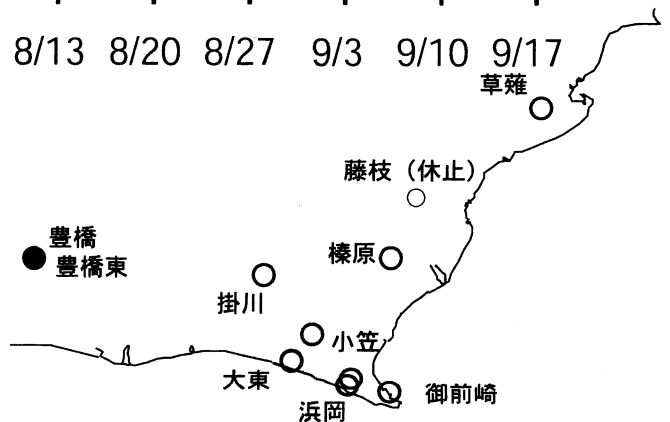 8/13 8/20 8/27 9/3 9/10 9/17
草薙
藤枝（休止）
豊橋
豊橋東
榛原
掛川
小笠
大東
御前崎
浜岡